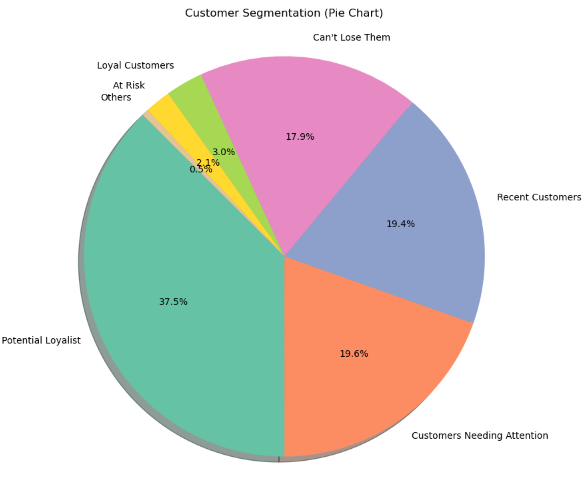 Customer Segmentation (Pie Chart)
Can't Lose Them
Loyal Customers
At Risk
Others
17.9%
3.0%
2.1%
0.5%
Recent Customers
19.4%
37.5%
Potential Loyalist
19.6%
Customers Needing Attention